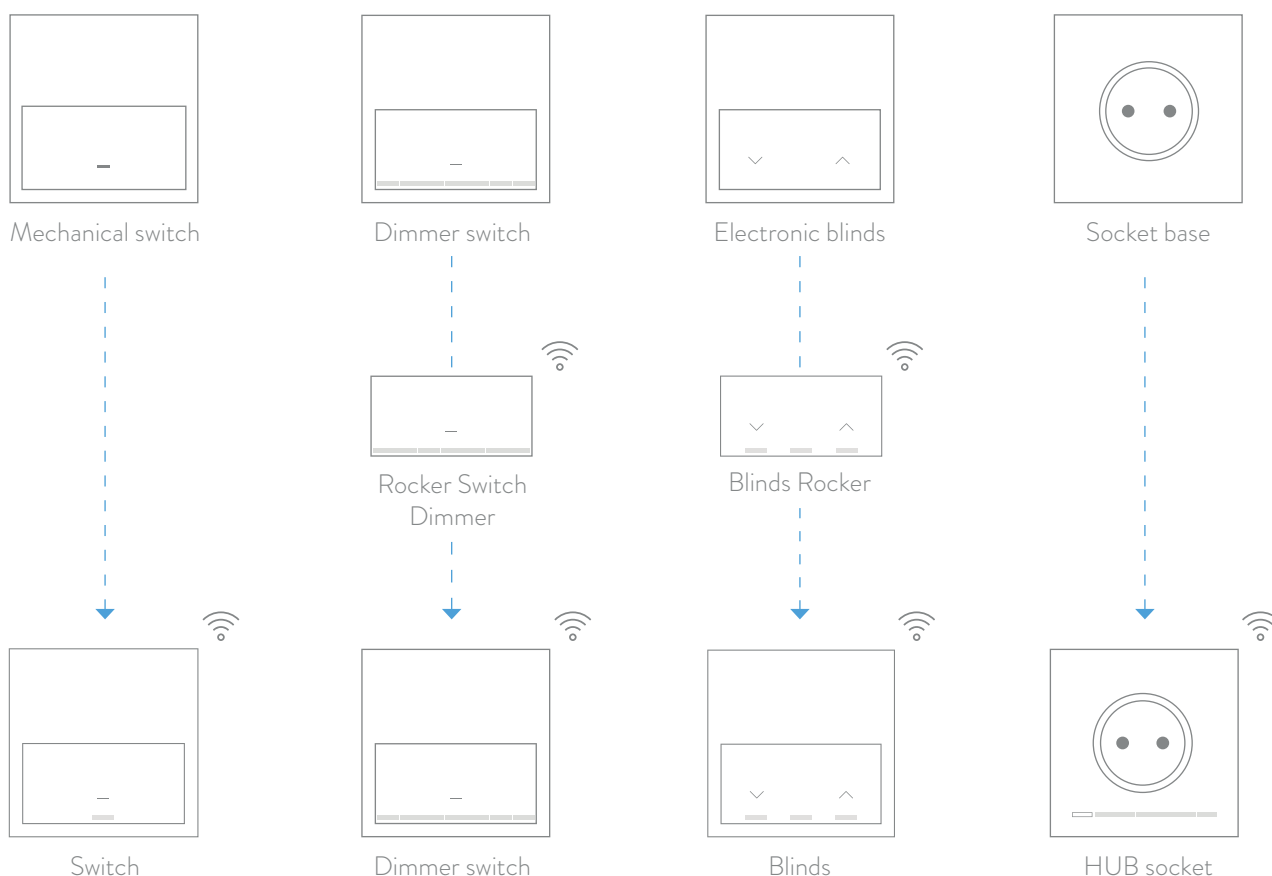 Mechanical switch
Dimmer switch
Electronic blinds
Socket base
Rocker Switch
Dimmer
Blinds Rocker
Switch
Dimmer switch
Blinds
HUB socket